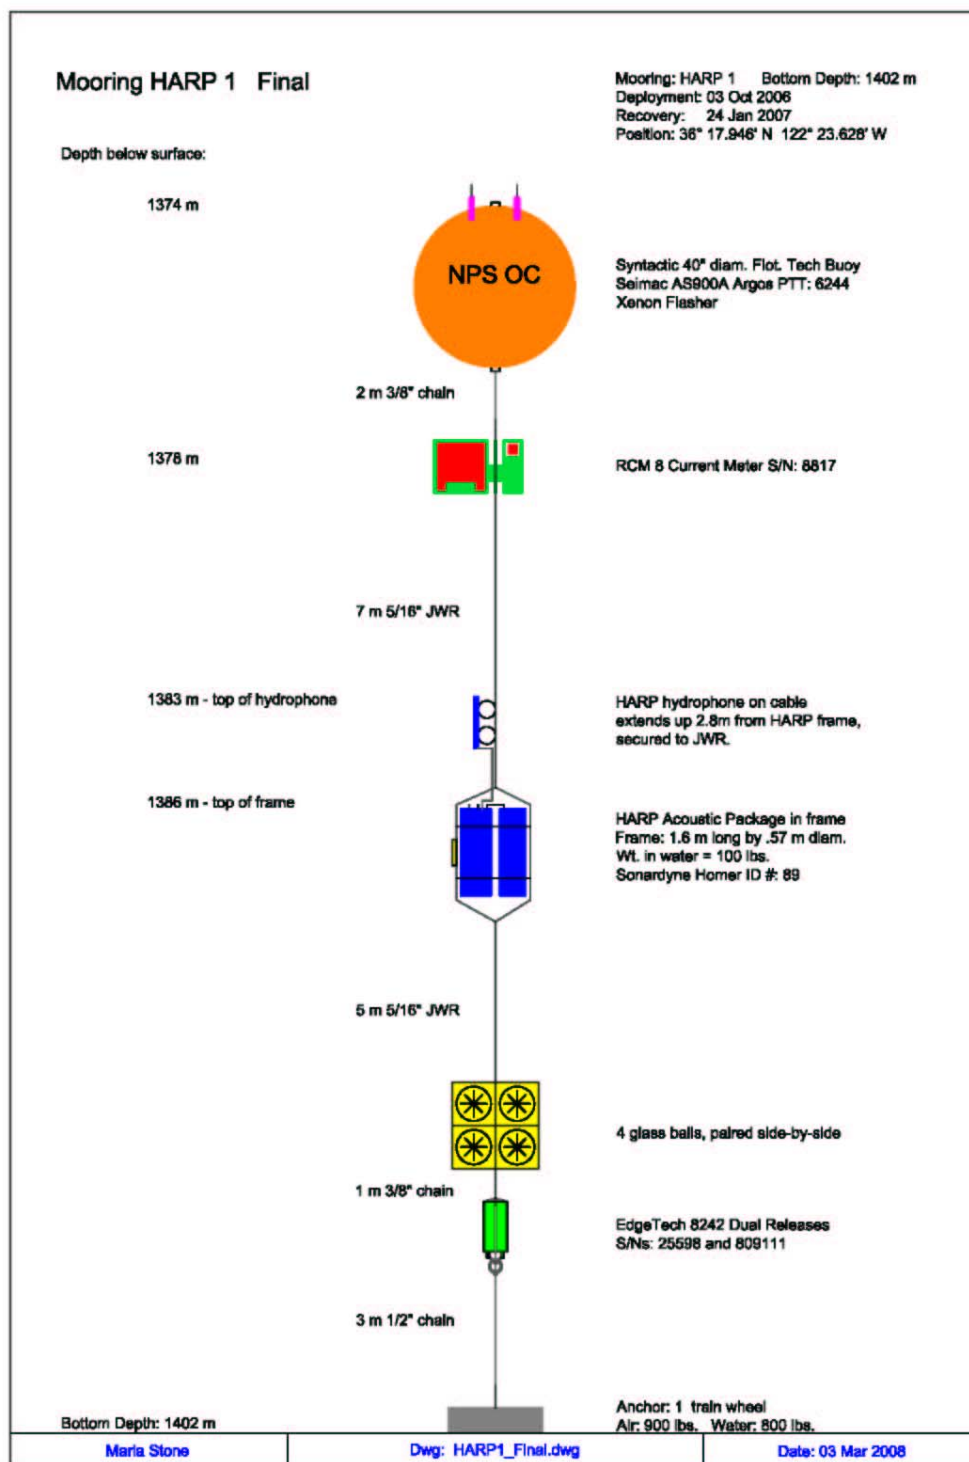 Mooring HARP 1 Final
Mooring: HARP 1 Bottom Depth: 1402 m
Deployment: 03 Oct 2006
Recovery: 24 Jan 2007
Position: 36° 17.946' N 122° 23.628' W
Depth below surface:
1374 m
NPS OC
Syntactic 40" diam. Flot. Tech Buoy
Seimac AS900A Argos PTT: 6244
Xenon Flasher
2 m 3/8" chain
1378 m
RCM 8 Current Meter S/N: 8817
7 m 5/16" JWR
1383 m - top of hydrophone
HARP hydrophone on cable
extends up 2.8m from HARP frame,
secured to JWR.
1386 m - top of frame
HARP Acoustic Package in frame
Frame: 1.6 m long by .57 m diam.
Wt. in water = 100 lbs.
Sonardyne Homer ID #: 89
5 m 5/16" JWR
4 glass balls, paired side-by-side
1 m 3/8" chain
EdgeTech 8242 Dual Releases
S/Ns: 25598 and 809111
3 m 1/2" chain
Anchor: 1 train wheel
Air: 900 lbs. Water: 800 lbs.
Bottom Depth: 1402 m
Marla Stone
Dwg: HARP1_Final.dwg
Date: 03 Mar 2008